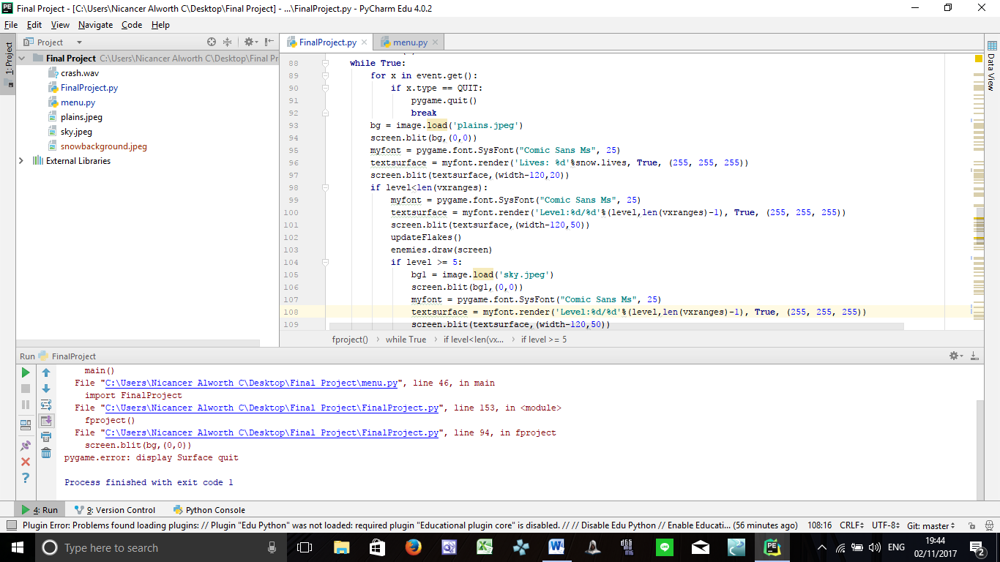 Final Project - [C:\Users\Nicancer Alworth C\Desktop\Final Project] - ...\FinalProject.py - PyCharm Edu 4.0.2
File Edit View Navigate Code Help
Project
FinalProject.py
menu.py
1: Project
Data View
Final Project C:\Users\Nicancer Alworth C\Desktop\Final Pr
crash.wav
FinalProject.py
menu.py
plains.jpeg
sky.jpeg
snowbackground.jpeg
External Libraries
88 while True:
89 for x in event.get():
90 if x.type == QUIT:
91 pygame.quit()
92 break
93 bg = image.load('plains.jpeg')
94 screen.blit(bg,(0,0))
95 myfont = pygame.font.SysFont("Comic Sans Ms", 25)
96 textsurface = myfont.render('Lives: %d'%snow.lives, True, (255, 255, 255))
97 screen.blit(textsurface,(width-120,20))
98 if level<len(vxranges):
99 myfont = pygame.font.SysFont("Comic Sans Ms", 25)
100 textsurface = myfont.render('Level:%d/%d'%(level,len(vxranges)-1), True, (255, 255, 255))
101 screen.blit(textsurface,(width-120,50))
102 updateFlakes()
103 enemies.draw(screen)
104 if level >= 5:
105 bg1 = image.load('sky.jpeg')
106 screen.blit(bg1,(0,0))
107 myfont = pygame.font.SysFont("Comic Sans Ms", 25)
108 textsurface = myfont.render('Level:%d/%d'%(level,len(vxranges)-1), True, (255, 255, 255))
109 screen.blit(textsurface,(width-120,50))
fproject() while True if level<len(vx... if level >= 5
Run FinalProject
main()
File "C:\Users\Nicancer Alworth C\Desktop\Final Project\menu.py", line 46, in main
import FinalProject
File "C:\Users\Nicancer Alworth C\Desktop\Final Project\FinalProject.py", line 153, in <module>
fproject()
File "C:\Users\Nicancer Alworth C\Desktop\Final Project\FinalProject.py", line 94, in fproject
screen.blit(bg,(0,0))
pygame.error: display Surface quit
Process finished with exit code 1
4: Run 9: Version Control Python Console
Plugin Error: Problems found loading plugins: // Plugin "Edu Python" was not loaded: required plugin "Educational plugin core" is disabled. // // Disable Edu Python // Enable Educati... (56 minutes ago) 108:16 CRLF UTF-8 Git: master
Type here to search
ENG
19:44
02/11/2017
2